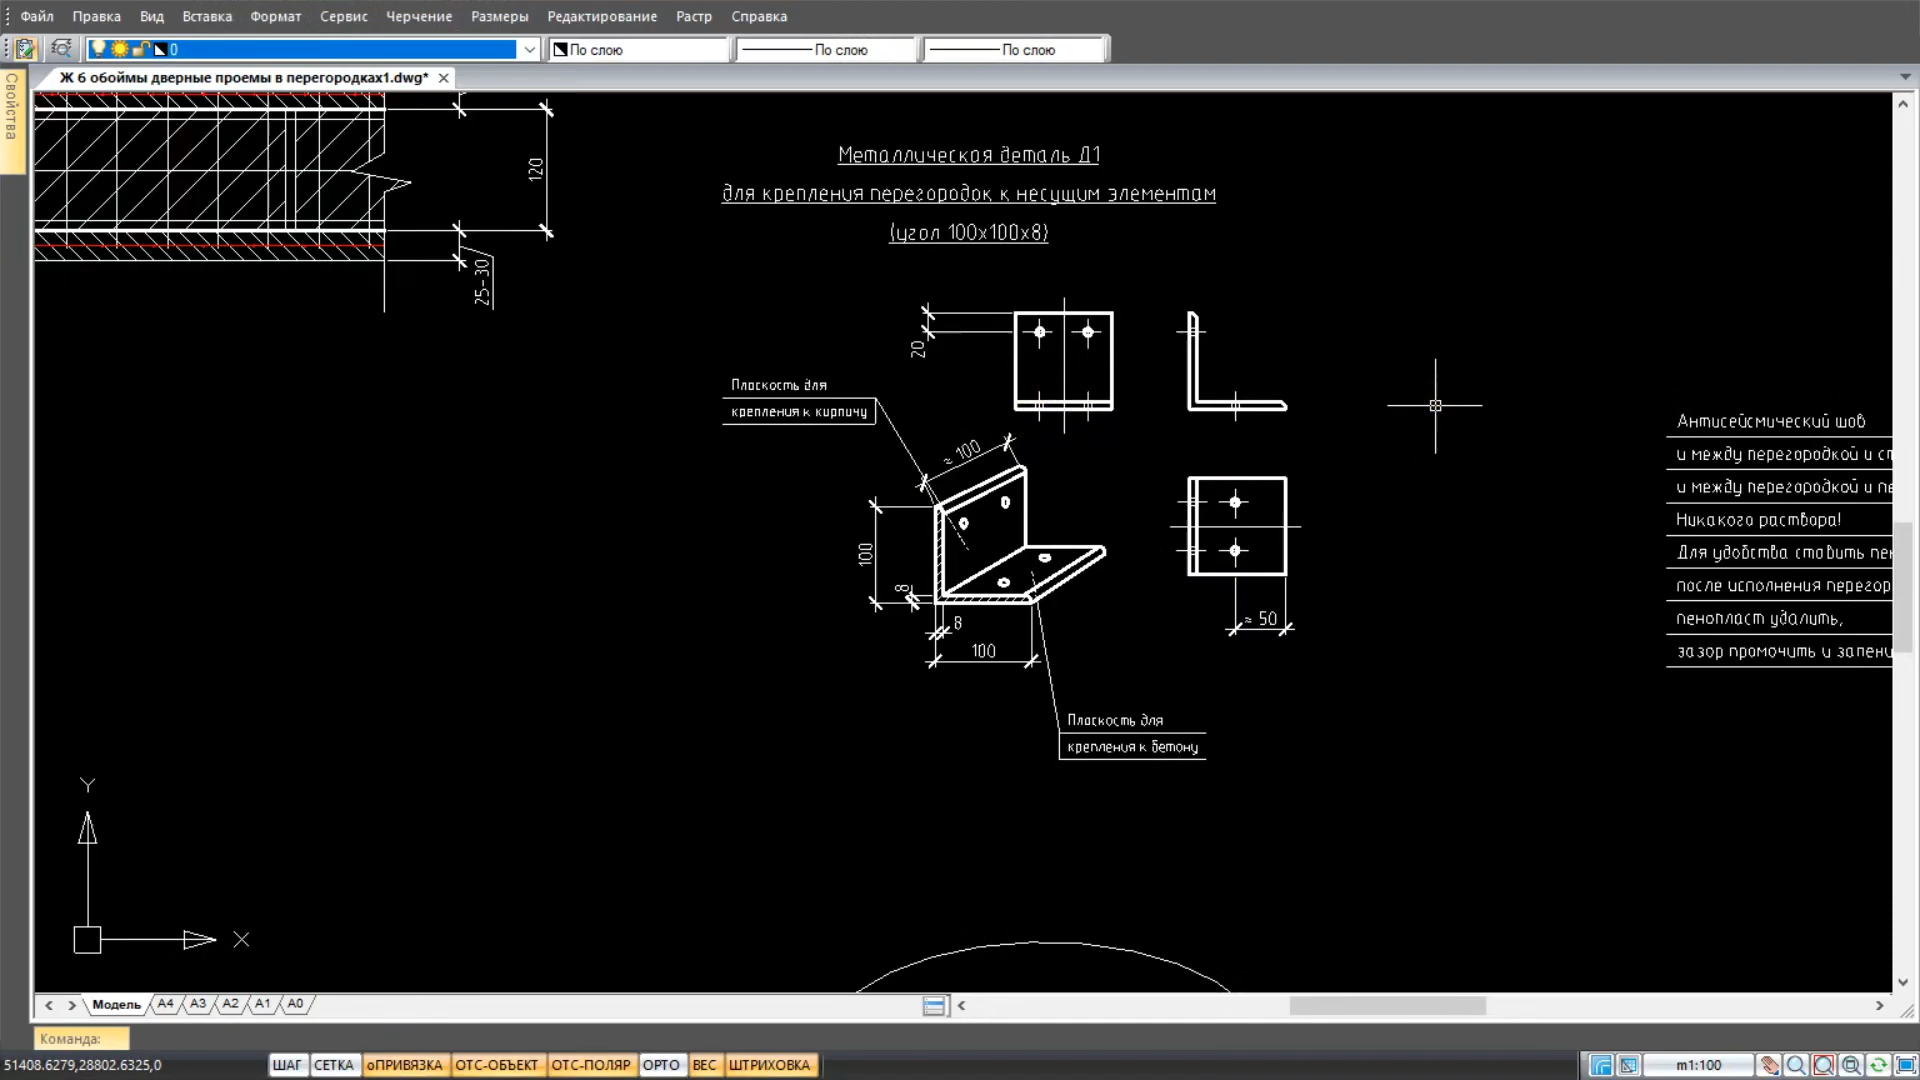 Файл Правка Вид Вставка Формат Сервис Черчение Размеры Редактирование Растр Справка
0 По слою По слою По слою
Ж 6 обоймы дверные проемы в перегородках1.dwg*
Свойства
120
25-30
Металлическая деталь Д1
для крепления перегородок к несущим элементам
(угол 100х100х8)
20
Плоскость для
крепления к кирпичу
≈ 100
100
8
8
100
≈ 50
Плоскость для
крепления к бетону
Антисейсмический шов
и между перегородкой и ст
и между перегородкой и пе
Никакого раствора!
Для удобства ставить пен
после исполнения перегор
пенопласт удалить,
зазор промочить и запени
Y
X
Модель A4 A3 A2 A1 A0
Команда:
51408.6279,28802.6325,0 ШАГ СЕТКА оПРИВЯЗКА ОТС-ОБЪЕКТ ОТС-ПОЛЯР ОРТО ВЕС ШТРИХОВКА m1:100